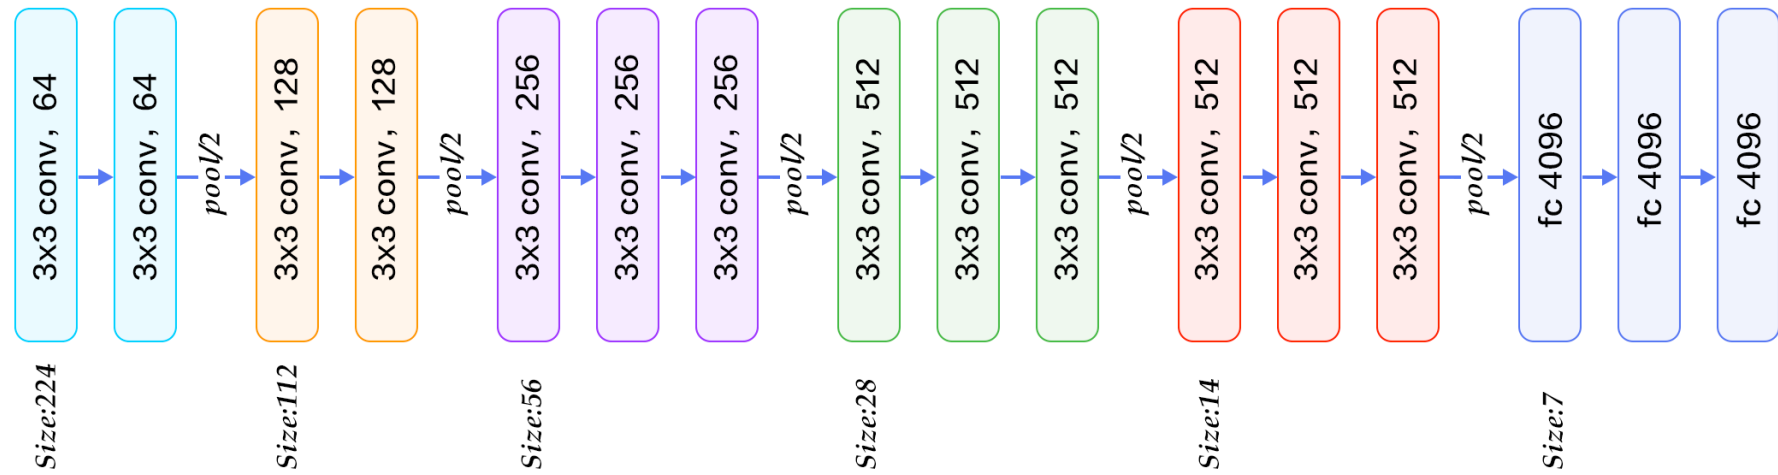 3x3 conv, 64
3x3 conv, 64
pool/2
3x3 conv, 128
3x3 conv, 128
pool/2
3x3 conv, 256
3x3 conv, 256
3x3 conv, 256
pool/2
3x3 conv, 512
3x3 conv, 512
3x3 conv, 512
pool/2
3x3 conv, 512
3x3 conv, 512
3x3 conv, 512
pool/2
fc 4096
fc 4096
fc 4096
Size:224
Size:112
Size:56
Size:28
Size:14
Size:7